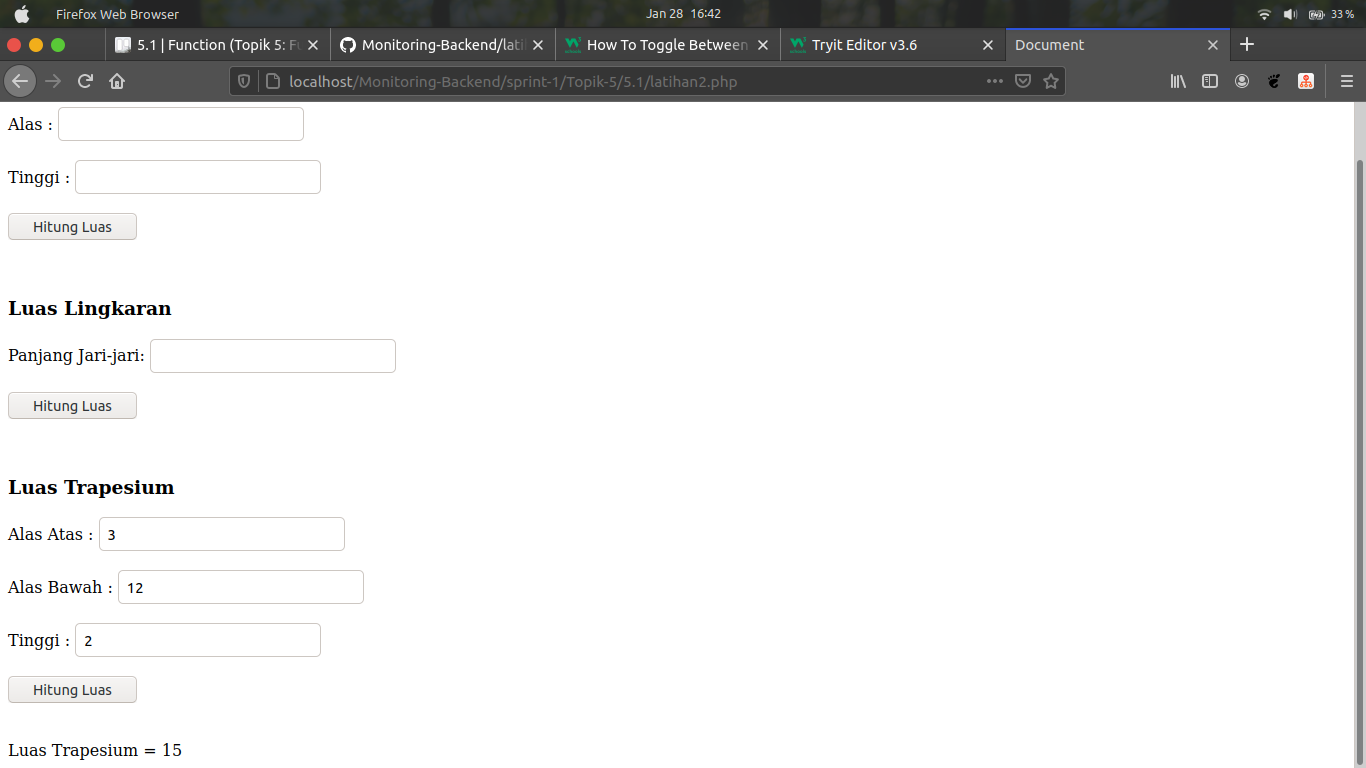 Firefox Web Browser
Jan 28 16:42
33 %
5.1 | Function (Topik 5: Fu
Monitoring-Backend/lati
How To Toggle Between
Tryit Editor v3.6
Document
localhost/Monitoring-Backend/sprint-1/Topik-5/5.1/latihan2.php
Alas :
Tinggi :
Hitung Luas
Luas Lingkaran
Panjang Jari-jari:
Hitung Luas
Luas Trapesium
Alas Atas : 3
Alas Bawah : 12
Tinggi : 2
Hitung Luas
Luas Trapesium = 15